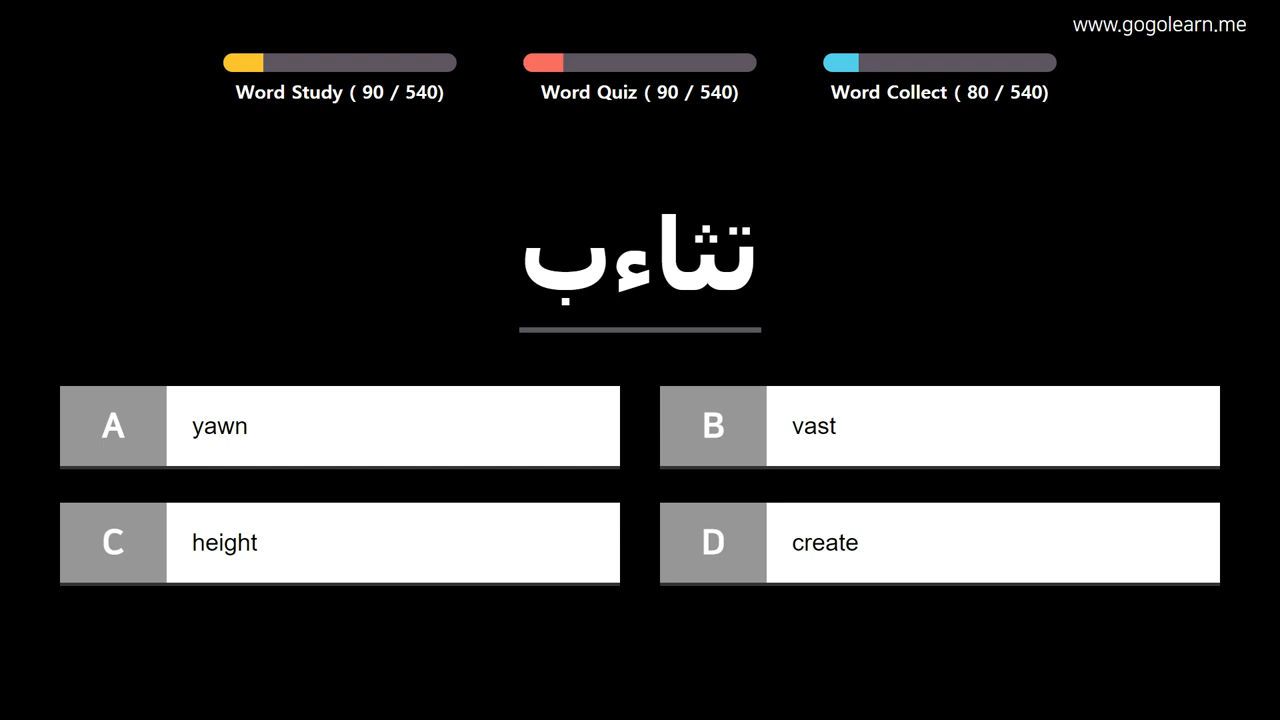 www.gogolearn.me
Word Study ( 90 / 540)
Word Quiz ( 90 / 540)
Word Collect ( 80 / 540)
تثاءب
A yawn
B vast
C height
D create